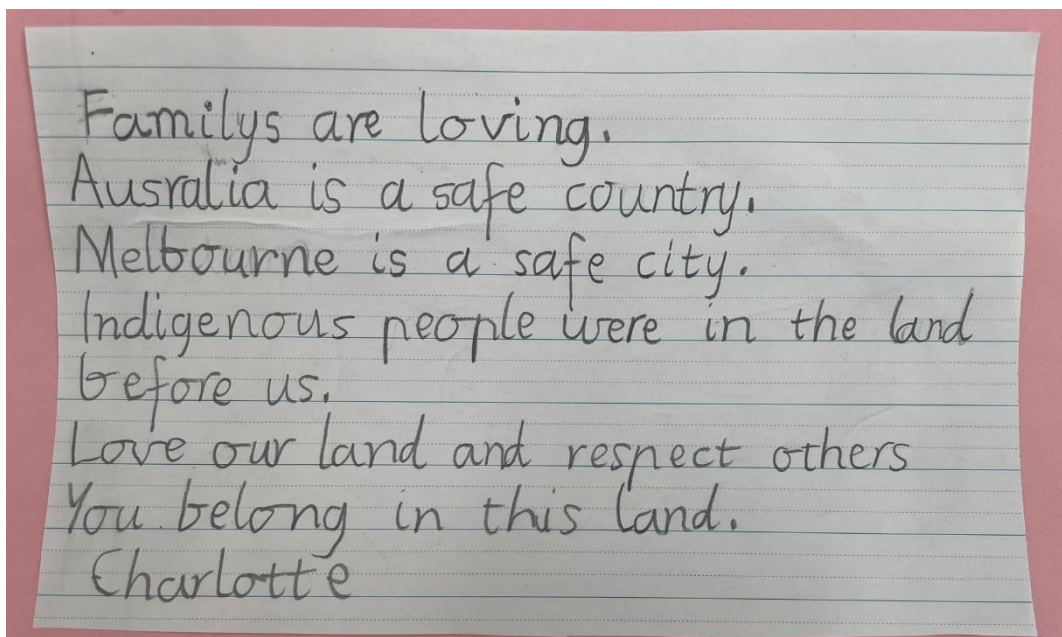 Familys are loving.
Ausralia is a safe country.
Melbourne is a safe city.
Indigenous people were in the land
before us.
Love our land and respect others
You belong in this land.
Charlotte